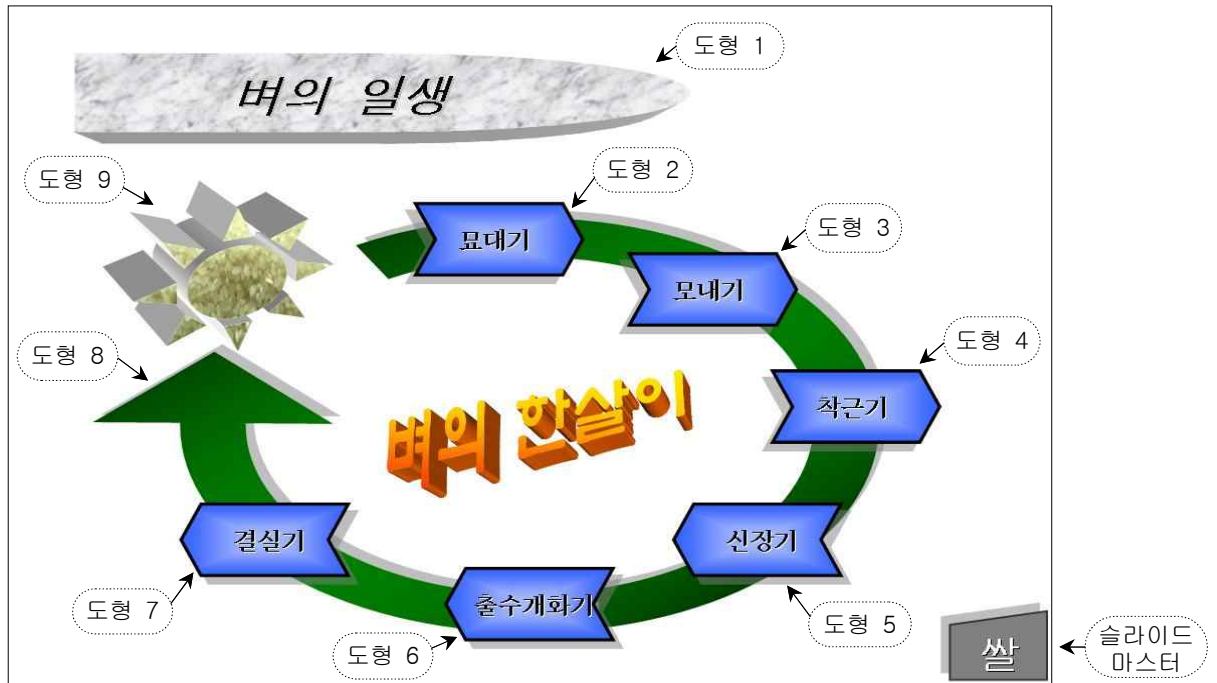 도형 1
벼의 일생
도형 2
도형 9
묘대기
도형 3
모내기
도형 8
도형 4
착근기
벼의 한살이
결실기
신장기
출수개화기
도형 7
도형 5
도형 6
쌀
슬라이드
마스터